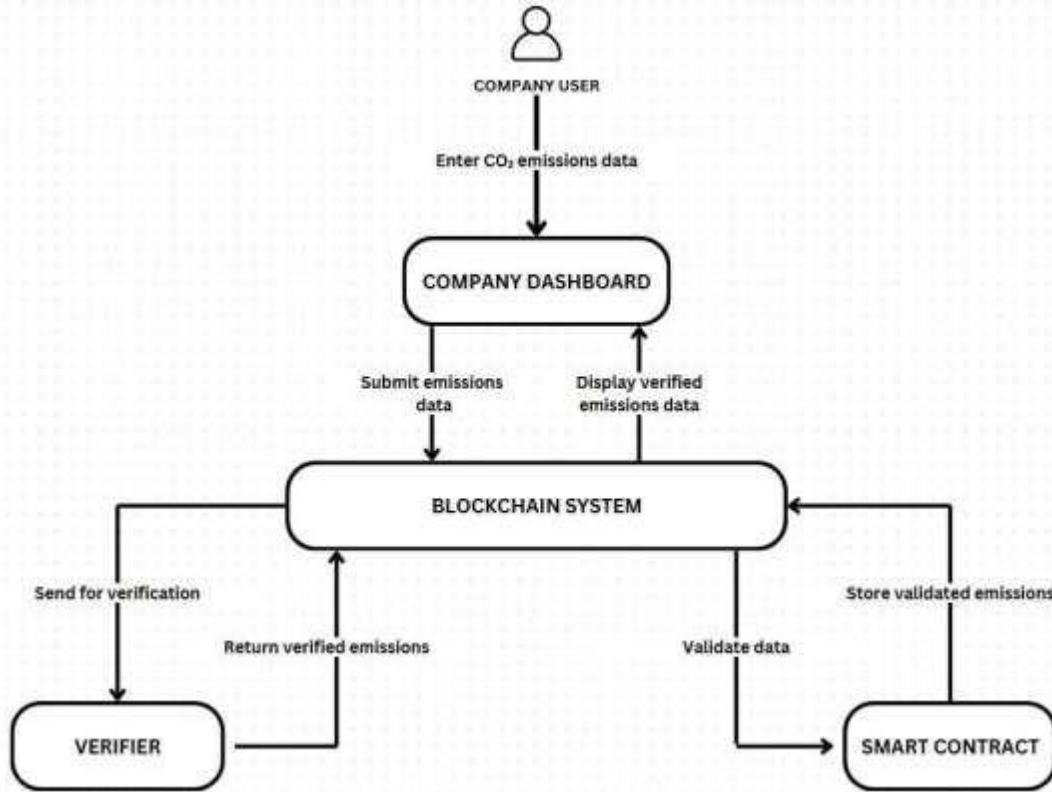 COMPANY USER
Enter CO₂ emissions data
COMPANY DASHBOARD
Submit emissions
data
Display verified
emissions data
BLOCKCHAIN SYSTEM
Send for verification
Store validated emissions
Return verified emissions
Validate data
VERIFIER
SMART CONTRACT